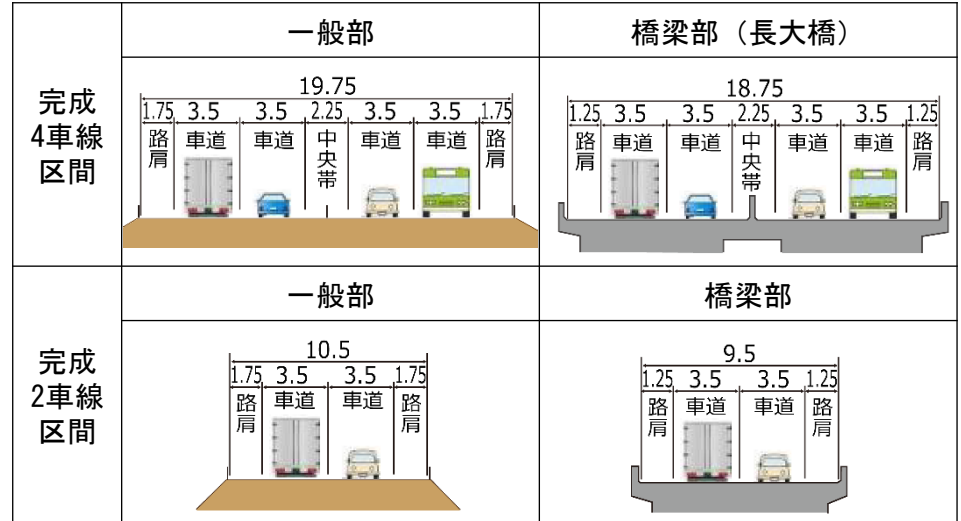 一般部
橋梁部（長大橋）
完成
4車線
区間
19.75
1.75 3.5 3.5 2.25 3.5 3.5 1.75
路肩 車道 車道 中央帯 車道 車道 路肩
18.75
1.25 3.5 3.5 2.25 3.5 3.5 1.25
路肩 車道 車道 中央帯 車道 車道 路肩
一般部
橋梁部
完成
2車線
区間
10.5
1.75 3.5 3.5 1.75
路肩 車道 車道 路肩
9.5
1.25 3.5 3.5 1.25
路肩 車道 車道 路肩